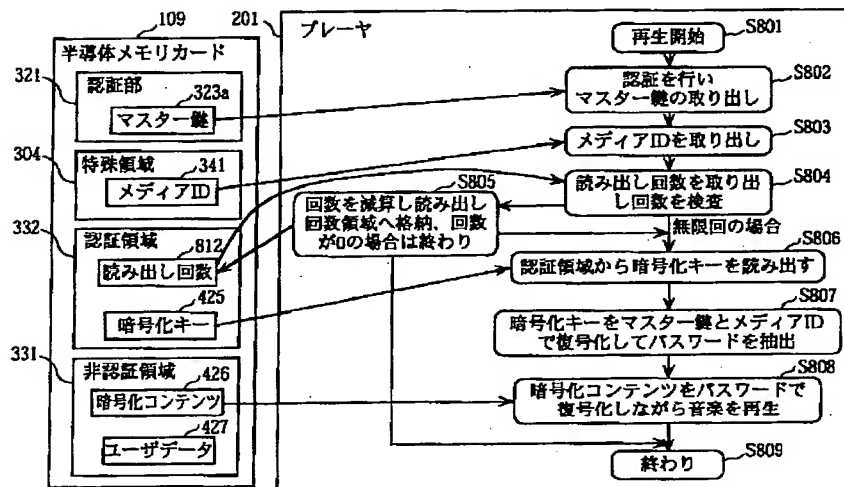 109
半導体メモリカード
321
認証部
323a
マスター鍵
304
特殊領域
341
メディアID
332
認証領域
812
読み出し回数
425
暗号化キー
331
非認証領域
426
暗号化コンテンツ
427
ユーザデータ
201
プレーヤ
S801
再生開始
S802
認証を行い
マスター鍵の取り出し
S803
メディアIDを取り出し
S804
読み出し回数を取り出
し回数を検査
S805
回数を減算し読み出し
回数領域へ格納、回数
が0の場合は終わり
無限回の場合
S806
認証領域から暗号化キーを読み出す
S807
暗号化キーをマスター鍵とメディアID
で復号化してパスワードを抽出
S808
暗号化コンテンツをパスワードで
復号化しながら音楽を再生
S809
終わり